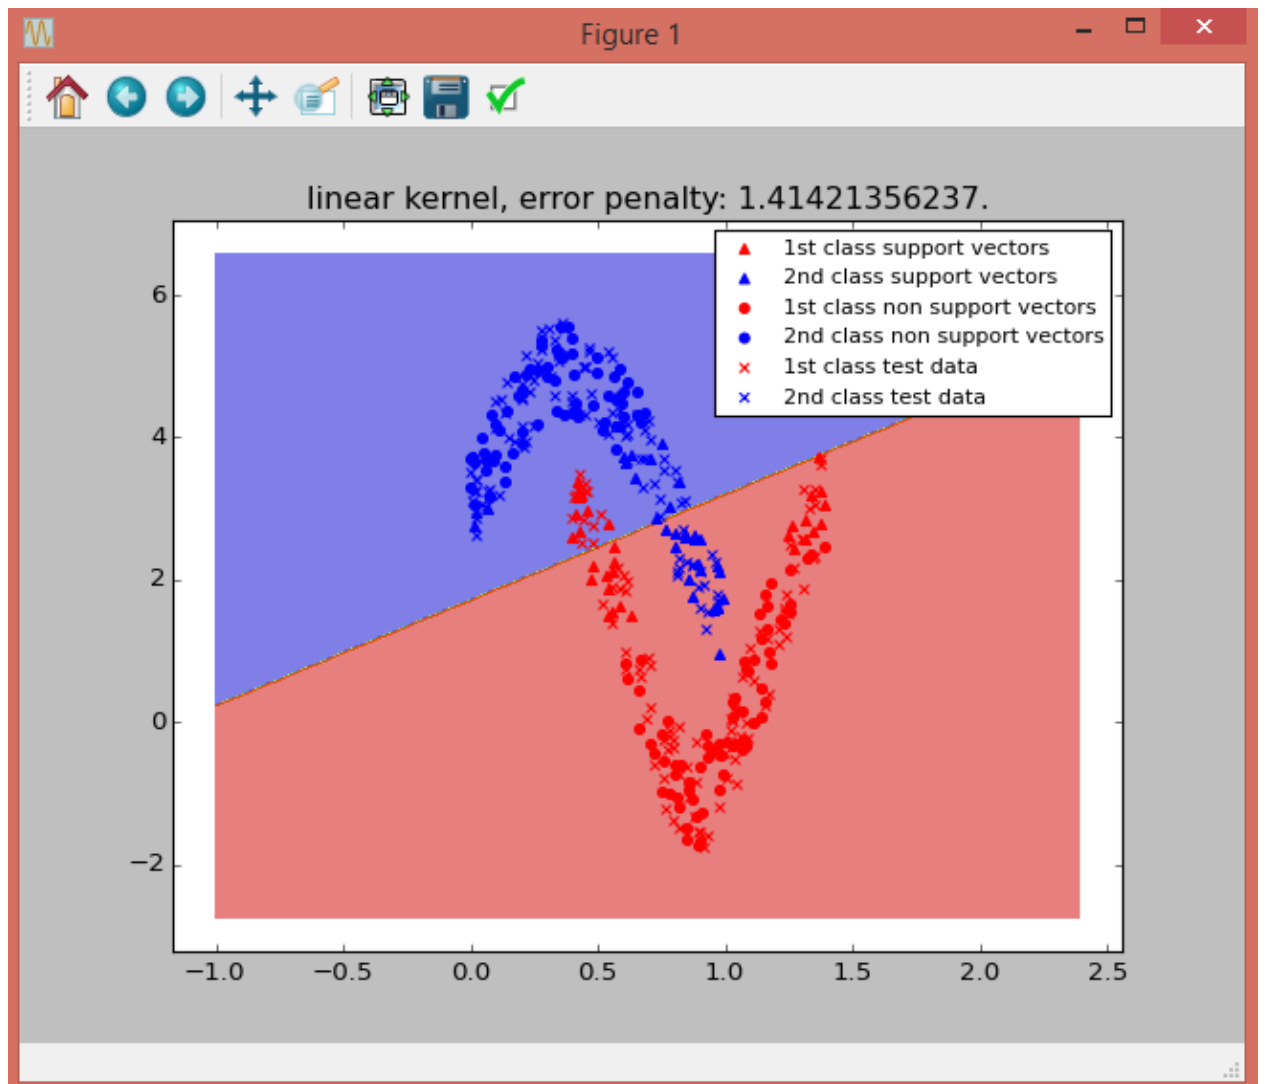 Figure 1
linear kernel, error penalty: 1.41421356237.
1st class support vectors
2nd class support vectors
1st class non support vectors
2nd class non support vectors
1st class test data
2nd class test data
6
4
2
0
−2
−1.0 −0.5 0.0 0.5 1.0 1.5 2.0 2.5